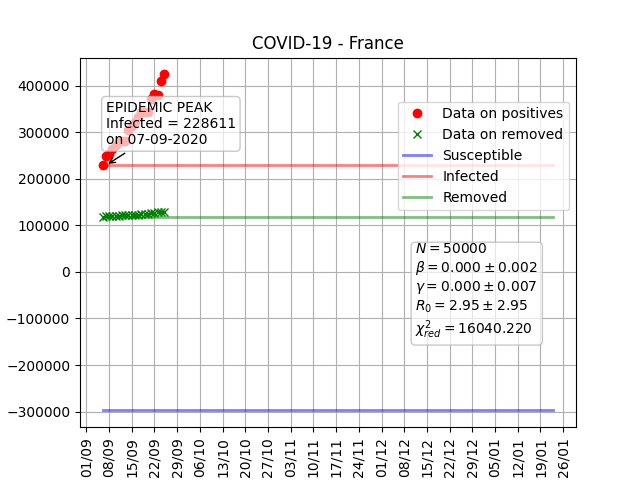 COVID-19 - France
400000
300000
200000
100000
0
−100000
−200000
−300000
EPIDEMIC PEAK
Infected = 228611
on 07-09-2020
Data on positives
Data on removed
Susceptible
Infected
Removed
N = 50000
β = 0.000 ± 0.002
γ = 0.000 ± 0.007
R₀ = 2.95 ± 2.95
χ²_red = 16040.220
01/09
08/09
15/09
22/09
29/09
06/10
13/10
20/10
27/10
03/11
10/11
17/11
24/11
01/12
08/12
15/12
22/12
29/12
05/01
12/01
19/01
26/01